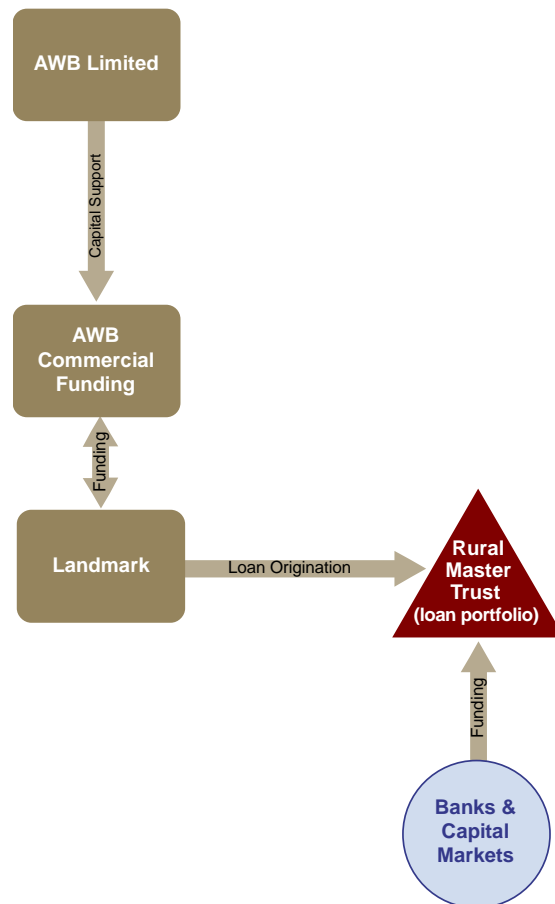 AWB Limited
Capital Support
AWB
Commercial
Funding
Funding
Landmark
Loan Origination
Rural
Master
Trust
(loan portfolio)
Funding
Banks &
Capital
Markets